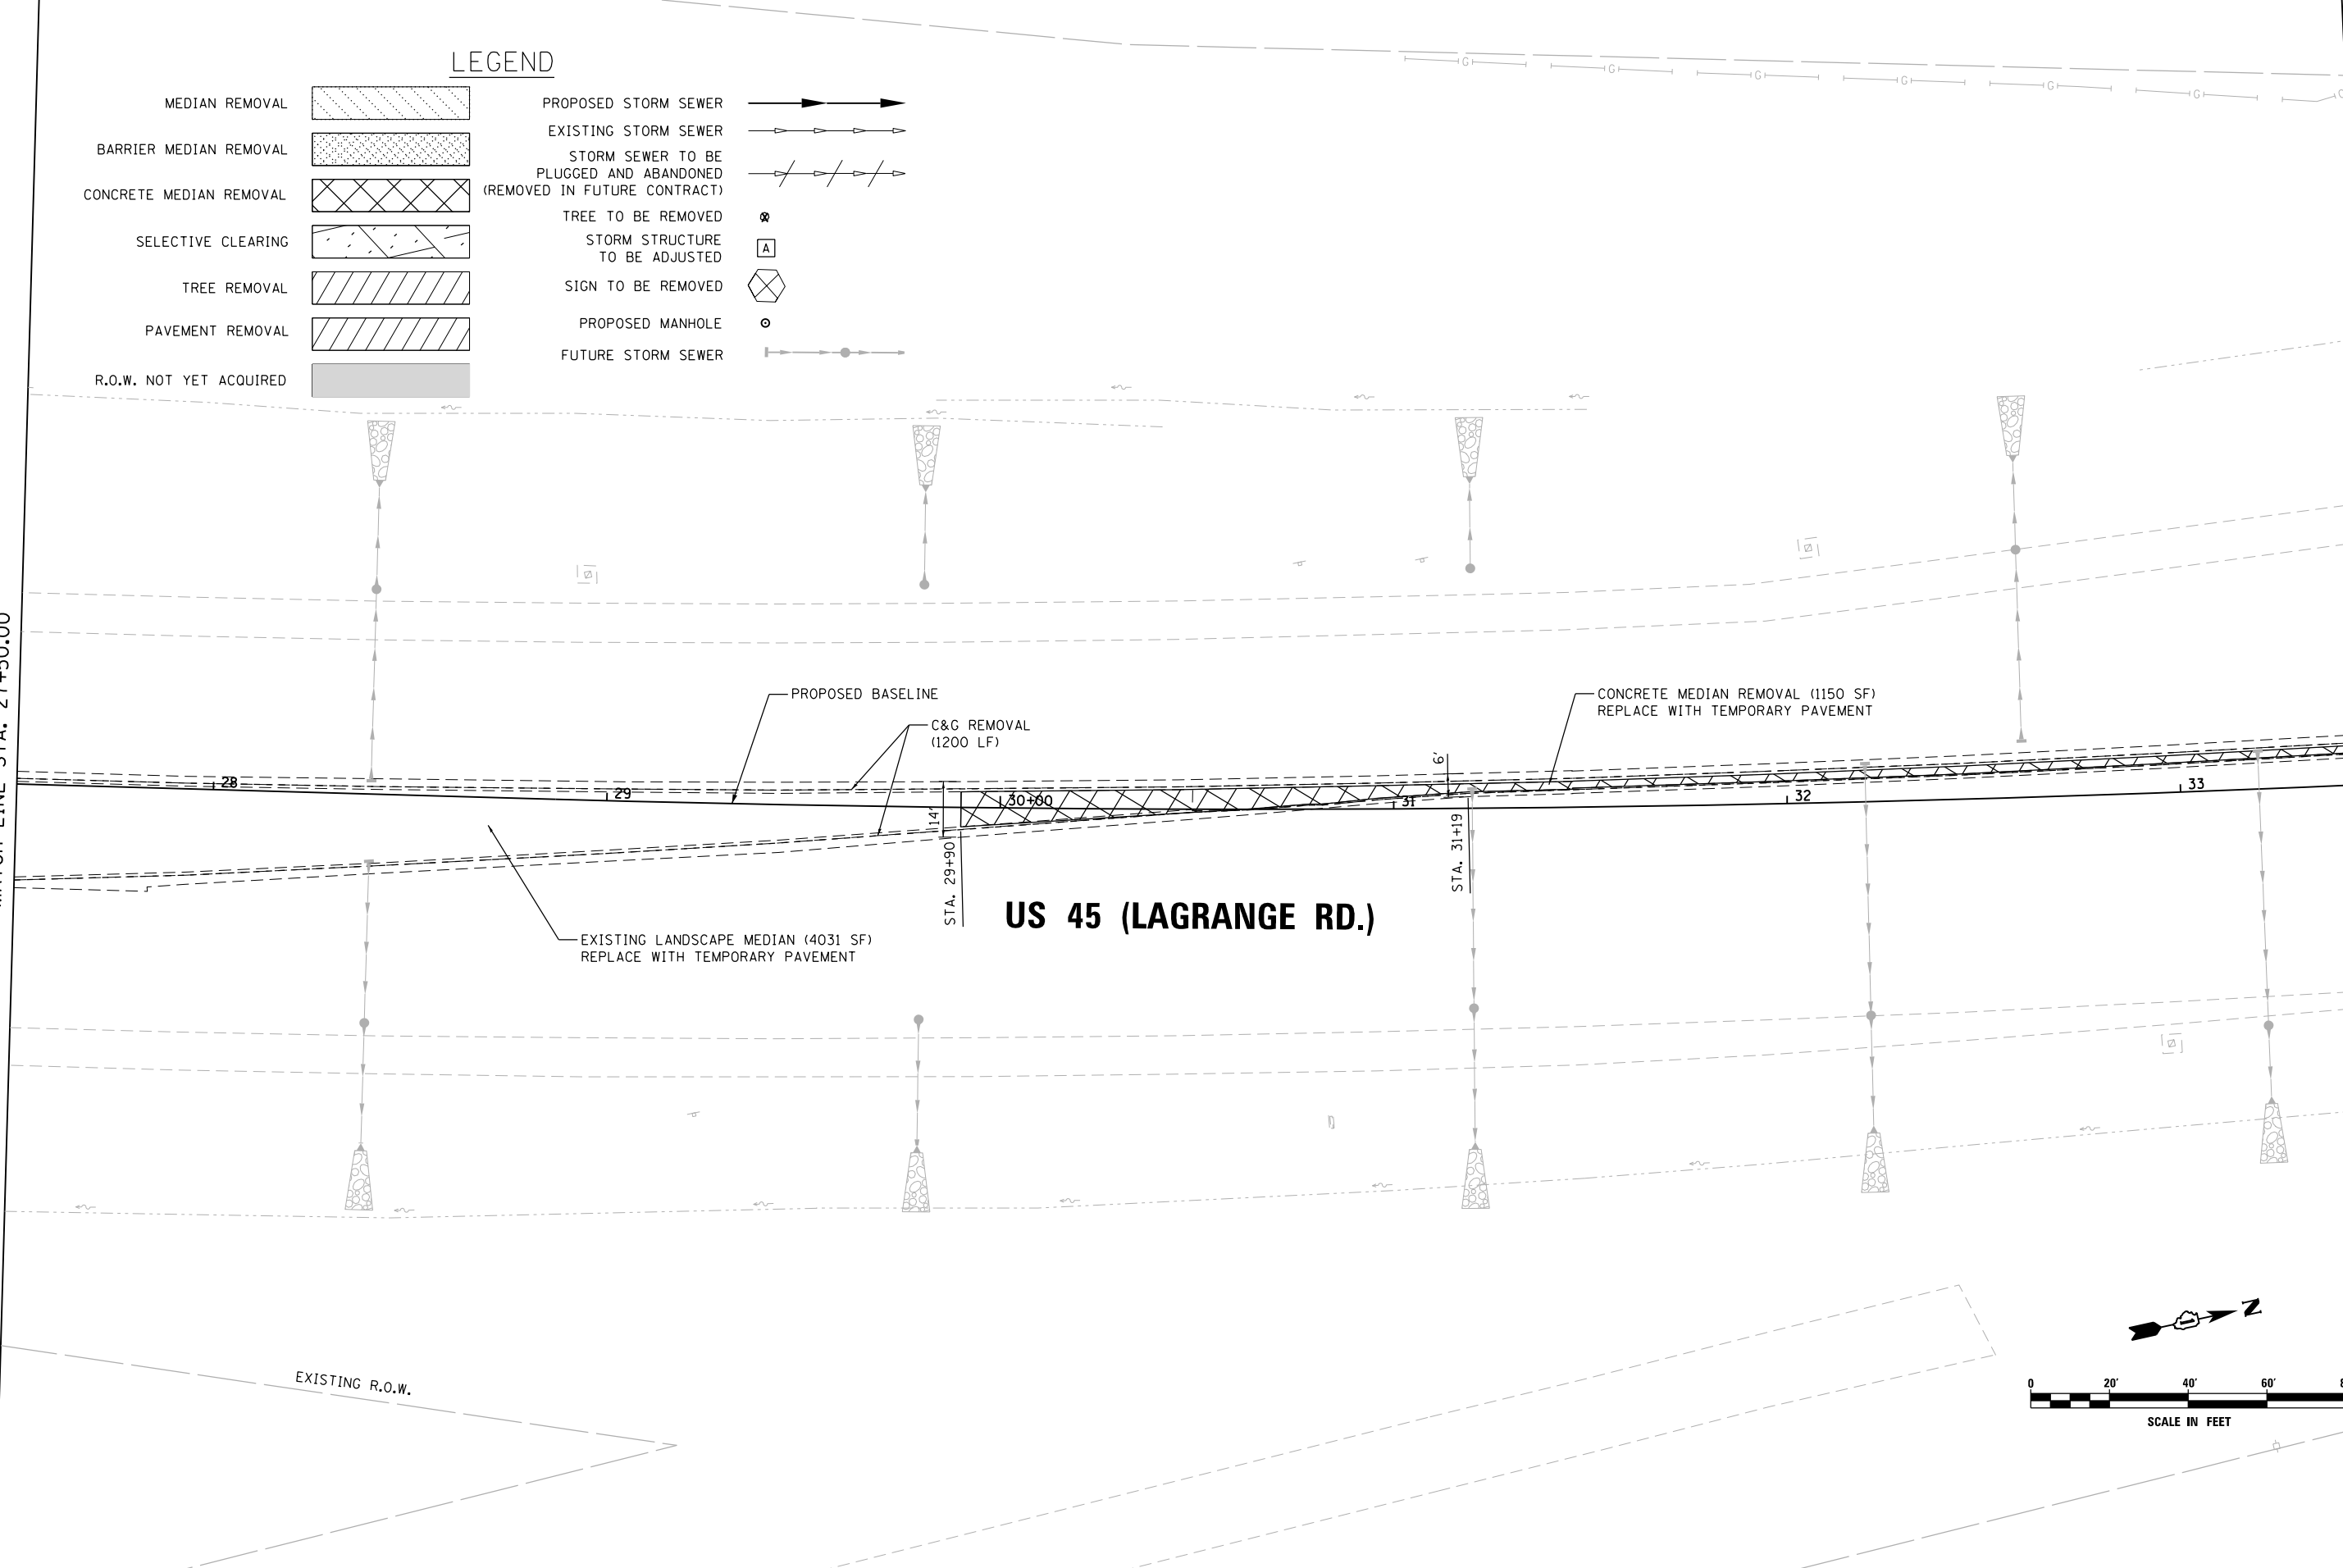 LEGEND
MEDIAN REMOVAL
BARRIER MEDIAN REMOVAL
CONCRETE MEDIAN REMOVAL
SELECTIVE CLEARING
TREE REMOVAL
PAVEMENT REMOVAL
R.O.W. NOT YET ACQUIRED
PROPOSED STORM SEWER
EXISTING STORM SEWER
STORM SEWER TO BE
PLUGGED AND ABANDONED
(REMOVED IN FUTURE CONTRACT)
TREE TO BE REMOVED
STORM STRUCTURE
TO BE ADJUSTED
A
SIGN TO BE REMOVED
PROPOSED MANHOLE
FUTURE STORM SEWER
G
G
G
G
G
G
PROPOSED BASELINE
C&G REMOVAL
(1200 LF)
CONCRETE MEDIAN REMOVAL (1150 SF)
REPLACE WITH TEMPORARY PAVEMENT
6'
14'
28
29
30+00
31
32
33
STA. 29+90
STA. 31+19
US 45 (LAGRANGE RD.)
EXISTING LANDSCAPE MEDIAN (4031 SF)
REPLACE WITH TEMPORARY PAVEMENT
EXISTING R.O.W.
N
0 20' 40' 60'
SCALE IN FEET